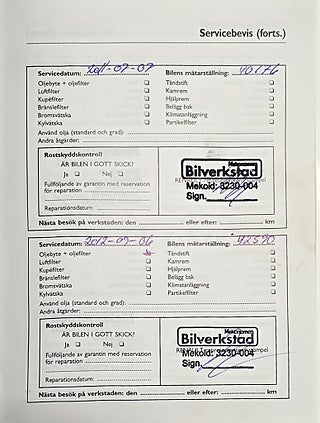 Servicebevis (forts.)
Servicedatum: 2011-07-07 Bilens mätarställning: 40176
Oljebyte + oljefilter Tändstift
Luftfilter Kamrem
Kupéfilter Hjälprem
Bränslefilter Belägg bak
Bromsvätska Klimatanläggning
Kylvätska Partikelfilter
Använd olja (standard och grad):
Andra åtgärder:
Rostskyddskontroll
ÄR BILEN I GOTT SKICK?
Ja Nej
Fullföljande av garantin med reservation
för reparation
Reparationsdatum:
Mekonomen
Bilverkstad
Mekoid: 3230-004
Sign.
Nästa besök på verkstaden: den eller efter: km
Servicedatum: 2012-07-06 Bilens mätarställning: 42590
Oljebyte + oljefilter Tändstift
Luftfilter Kamrem
Kupéfilter Hjälprem
Bränslefilter Belägg bak
Bromsvätska Klimatanläggning
Kylvätska Partikelfilter
Använd olja (standard och grad):
Andra åtgärder:
Rostskyddskontroll
ÄR BILEN I GOTT SKICK?
Ja Nej
Fullföljande av garantin med reservation
för reparation
Reparationsdatum:
Mekonomen
Bilverkstad
Mekoid: 3230-004
Sign.
Nästa besök på verkstaden: den eller efter: km